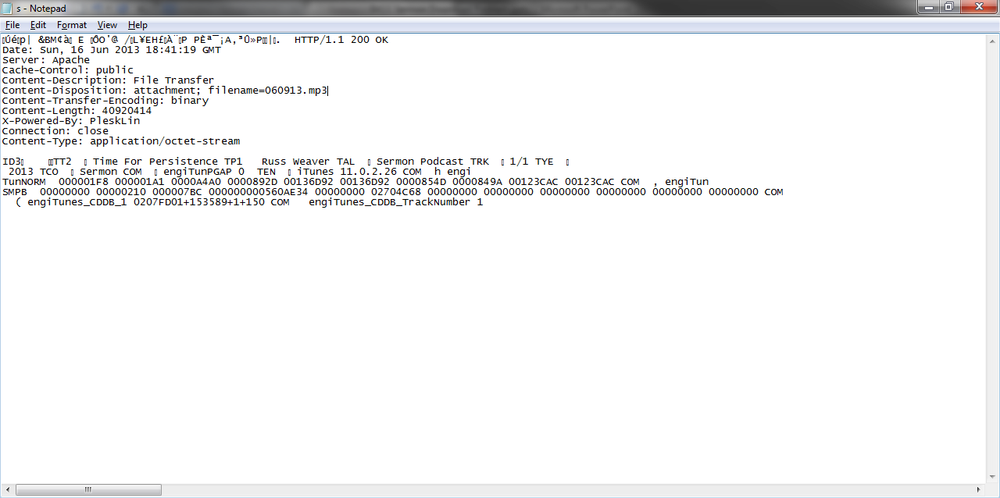 s - Notepad
File Edit Format View Help
HTTP/1.1 200 OK
Date: Sun, 16 Jun 2013 18:41:19 GMT
Server: Apache
Cache-Control: public
Content-Description: File Transfer
Content-Disposition: attachment; filename=060913.mp3
Content-Transfer-Encoding: binary
Content-Length: 40920414
X-Powered-By: PleskLin
Connection: close
Content-Type: application/octet-stream
ID3 TT2 Time For Persistence TP1 Russ Weaver TAL Sermon Podcast TRK 1/1 TYE
2013 TCO Sermon COM engiTunPGAP 0 TEN iTunes 11.0.2.26 COM h engi
TunNORM 000001F8 000001A1 0000A4A0 0000892D 00136D92 00136D92 0000854D 0000849A 00123CAC 00123CAC COM , engiTun
SMPB 00000000 00000210 000007BC 000000000560AE34 00000000 02704C68 00000000 00000000 00000000 00000000 00000000 00000000 COM
( engiTunes_CDDB_1 0207FD01+153589+1+150 COM engiTunes_CDDB_TrackNumber 1